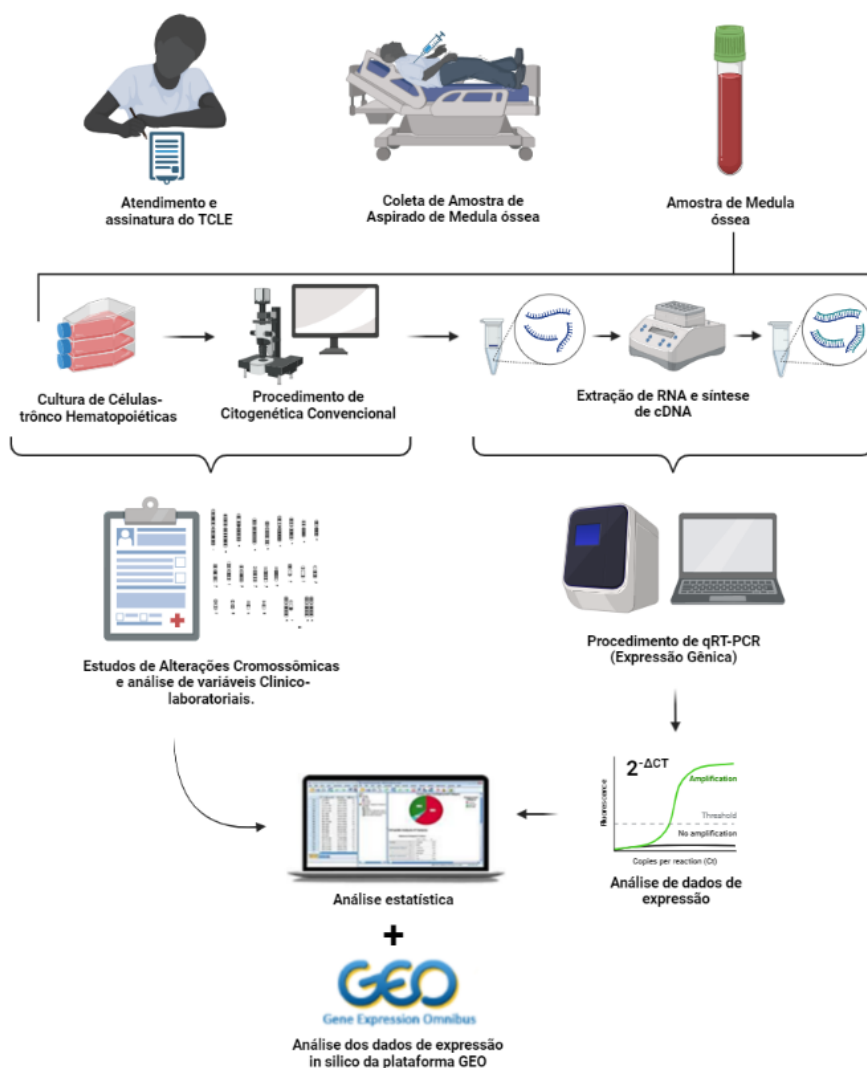 Atendimento e
assinatura do TCLE
Coleta de Amostra de
Aspirado de Medula óssea
Amostra de Medula
óssea
Cultura de Células-
trônco Hematopoiéticas
Procedimento de
Citogenética Convencional
Extração de RNA e síntese
de cDNA
Estudos de Alterações Cromossômicas
e análise de variáveis Clinico-
laboratoriais.
Procedimento de qRT-PCR
(Expressão Gênica)
2-ΔCT
Amplification
Threshold
No amplification
Fluorescence
Copies per reaction (Ct)
Análise de dados de
expressão
Análise estatística
+
GEO
Gene Expression Omnibus
Análise dos dados de expressão
in silico da plataforma GEO